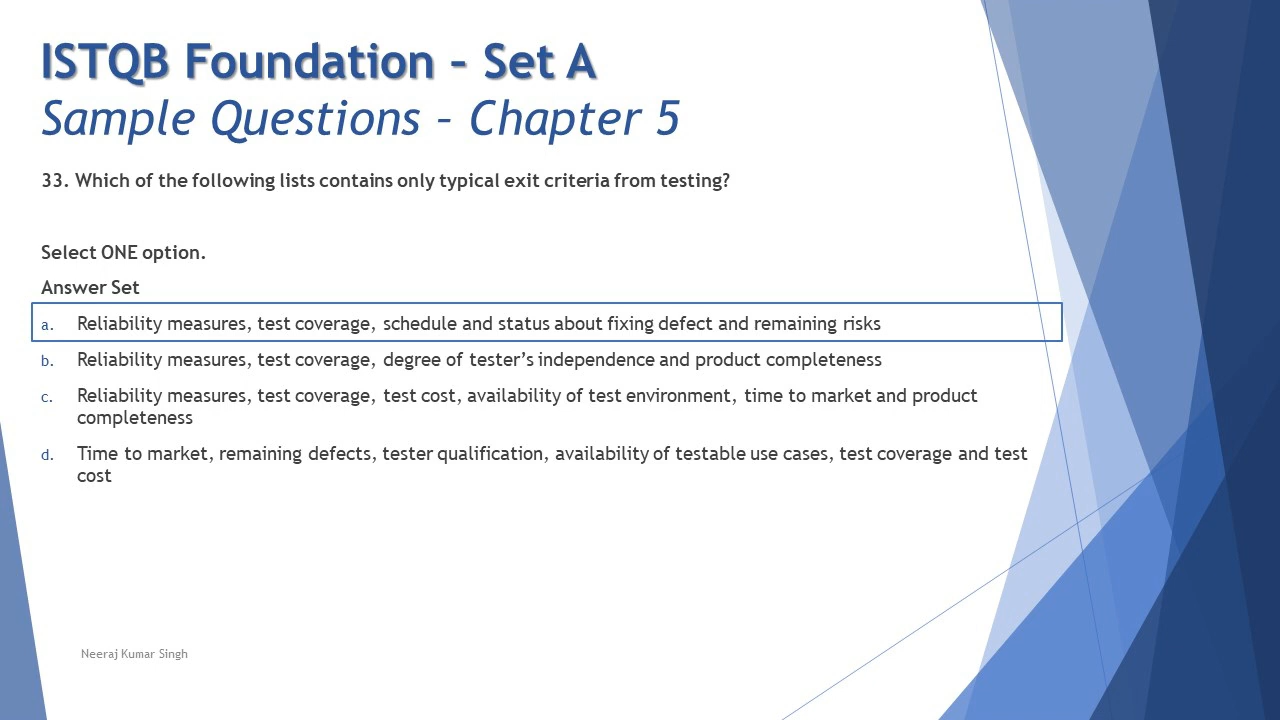 ISTQB Foundation – Set A
Sample Questions – Chapter 5
33. Which of the following lists contains only typical exit criteria from testing?
Select ONE option.
Answer Set
a. Reliability measures, test coverage, schedule and status about fixing defect and remaining risks
b. Reliability measures, test coverage, degree of tester’s independence and product completeness
c. Reliability measures, test coverage, test cost, availability of test environment, time to market and product
completeness
d. Time to market, remaining defects, tester qualification, availability of testable use cases, test coverage and test
cost
Neeraj Kumar Singh